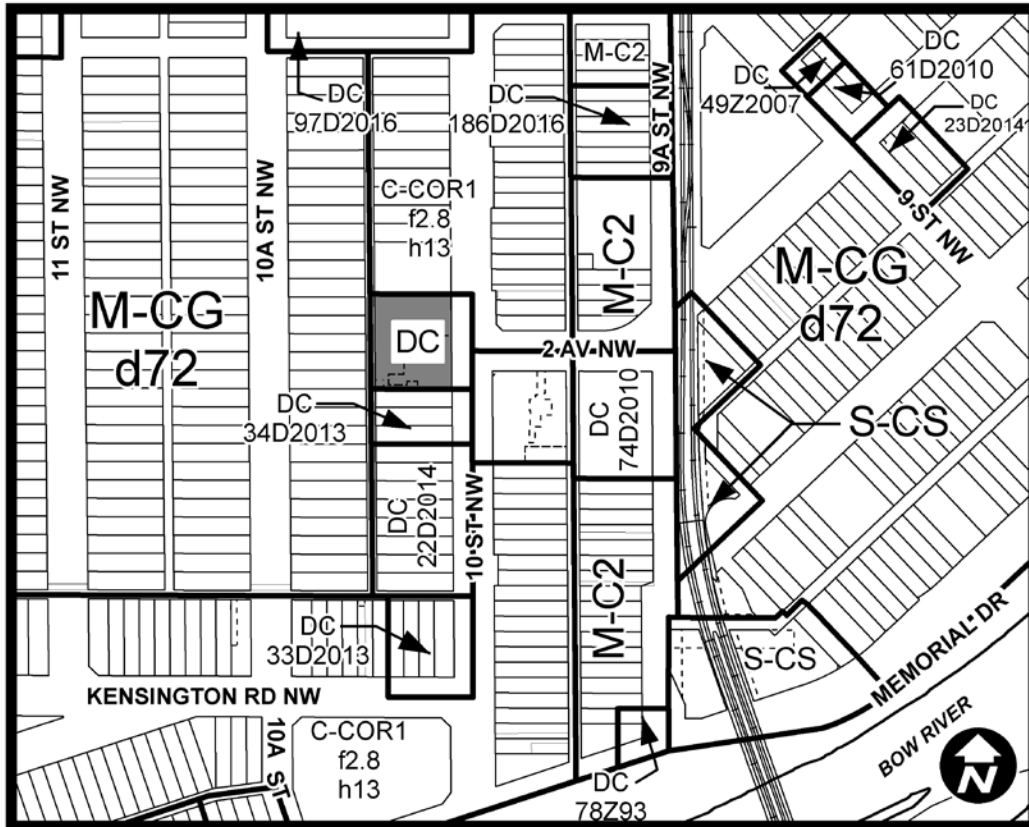 M-C2
DC
61D2010
DC
49Z2007
DC
23D2014
DC
97D2016
DC
186D2016
9A ST NW
C-COR1
f2.8
h13
11 ST NW
10A ST NW
9 ST NW
M-C2
M-CG
d72
M-CG
d72
DC
2 AV NW
DC
34D2013
DC
74D2010
S-CS
DC
22D2014
10 ST NW
M-C2
DC
33D2013
S-CS
MEMORIAL DR
KENSINGTON RD NW
10A ST
C-COR1
f2.8
h13
BOW RIVER
DC
78Z93
N